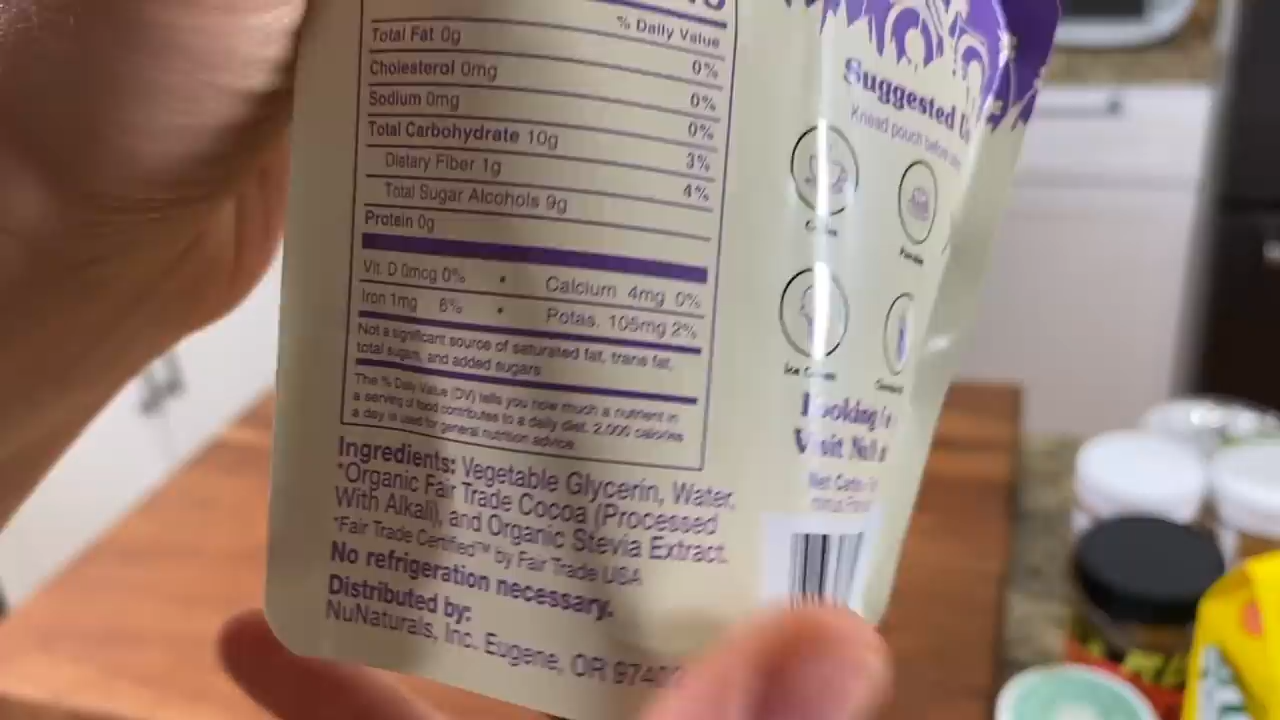 % Daily Value
Total Fat 0g 0%
Cholesterol 0mg 0%
Sodium 0mg 0%
Total Carbohydrate 10g 3%
Dietary Fiber 1g 4%
Total Sugar Alcohols 9g
Protein 0g
Vit. D 0mcg 0% • Calcium 4mg 0%
Iron 1mg 6% • Potas. 105mg 2%
Not a significant source of saturated fat, trans fat,
total sugars, and added sugars
The % Daily Value (DV) tells you how much a nutrient in
a serving of food contributes to a daily diet. 2,000 calories
a day is used for general nutrition advice.
Ingredients: Vegetable Glycerin, Water,
*Organic Fair Trade Cocoa (Processed
With Alkali), and Organic Stevia Extract.
*Fair Trade Certified™ by Fair Trade USA
No refrigeration necessary.
Distributed by:
NuNaturals, Inc. Eugene, OR
Suggested
Knead pouch before
Visit
Net Carb